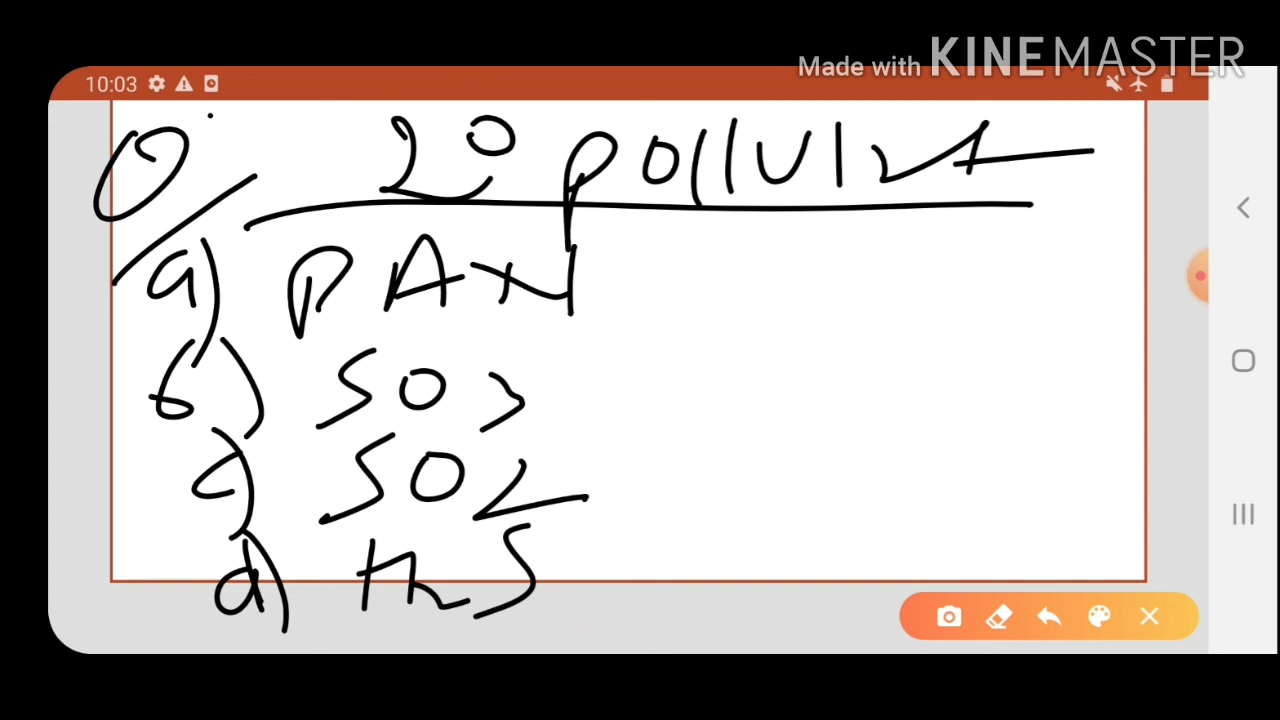 Made with KINEMASTER
10:03
Q/ 2° pollutant
a) PAN
b) SO3
c) SO2
d) H2S